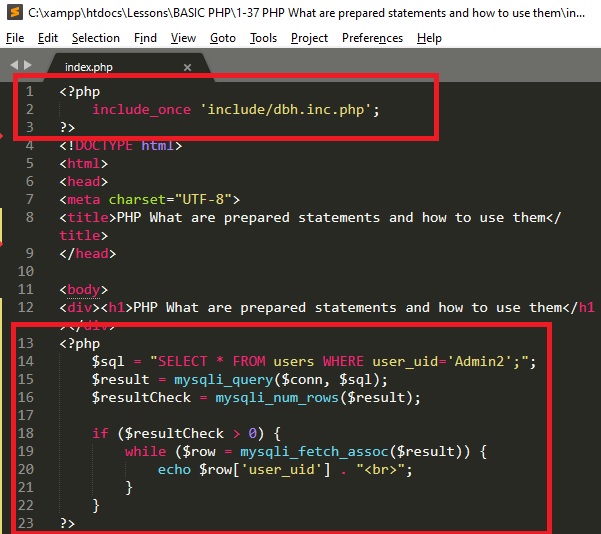 C:\xampp\htdocs\Lessons\BASIC PHP\1-37 PHP What are prepared statements and how to use them\in...
File Edit Selection Find View Goto Tools Project Preferences Help
index.php ×
1 <?php
2 include_once 'include/dbh.inc.php';
3 ?>
4 <!DOCTYPE html>
5 <html>
6 <head>
7 <meta charset="UTF-8">
8 <title>PHP What are prepared statements and how to use them</
title>
9 </head>
10
11 <body>
12 <div><h1>PHP What are prepared statements and how to use them</h1
></div>
13 <?php
14 $sql = "SELECT * FROM users WHERE user_uid='Admin2';";
15 $result = mysqli_query($conn, $sql);
16 $resultCheck = mysqli_num_rows($result);
17
18 if ($resultCheck > 0) {
19 while ($row = mysqli_fetch_assoc($result)) {
20 echo $row['user_uid'] . "<br>";
21 }
22 }
23 ?>